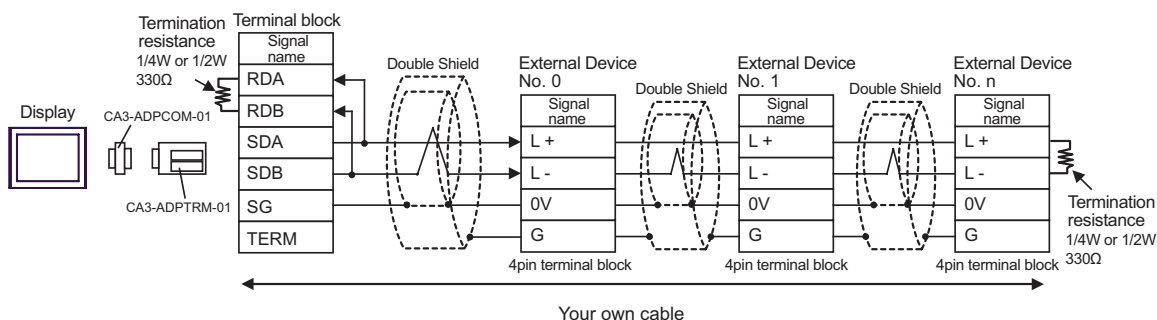 Termination
resistance
1/4W or 1/2W
330Ω
Terminal block
Signal
name
RDA
RDB
SDA
SDB
SG
TERM
Display
CA3-ADPCOM-01
CA3-ADPTRM-01
Double Shield
External Device
No. 0
Signal
name
L +
L -
0V
G
4pin terminal block
Double Shield
External Device
No. 1
Signal
name
L +
L -
0V
G
4pin terminal block
Double Shield
External Device
No. n
Signal
name
L +
L -
0V
G
4pin terminal block
Termination
resistance
1/4W or 1/2W
330Ω
Your own cable